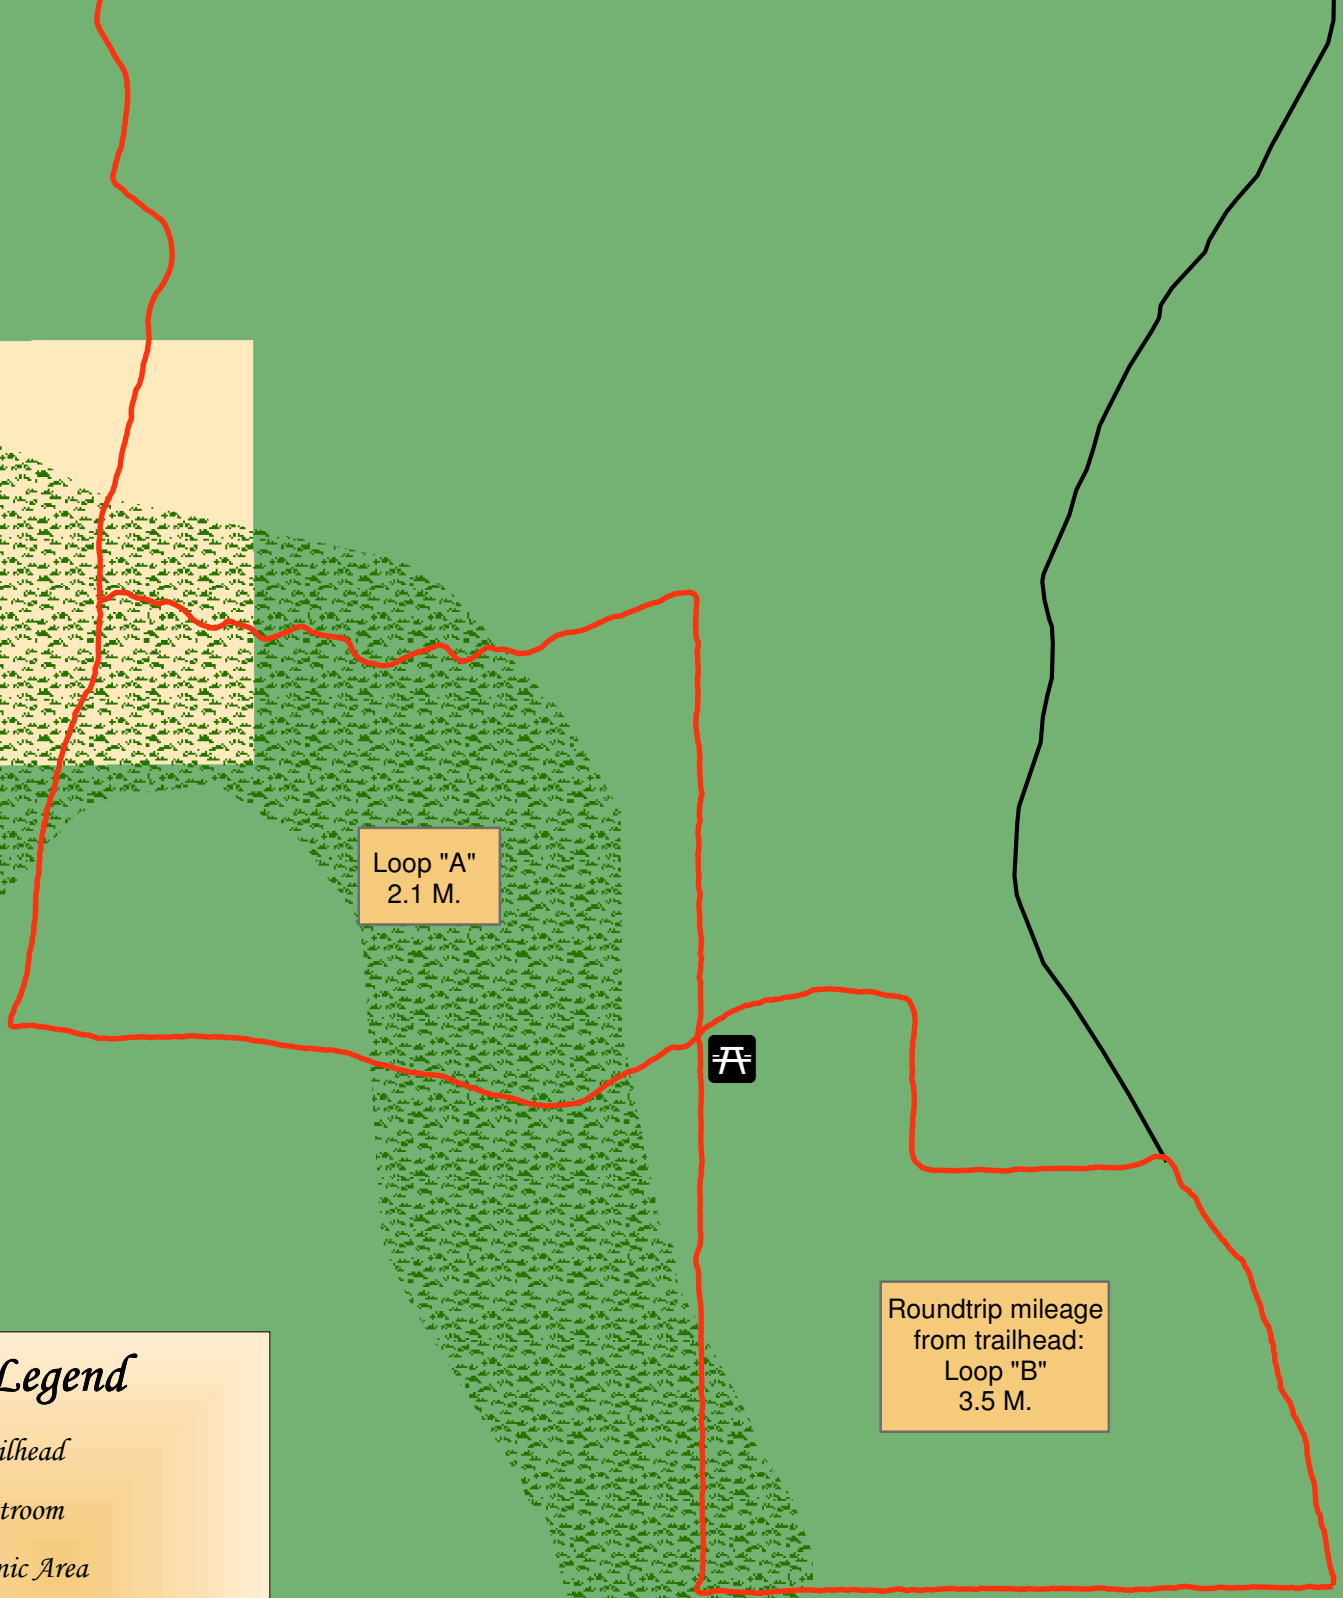 Loop "A"
2.1 M.
Roundtrip mileage
from trailhead:
Loop "B"
3.5 M.
Legend
ilhead
troom
nic Area